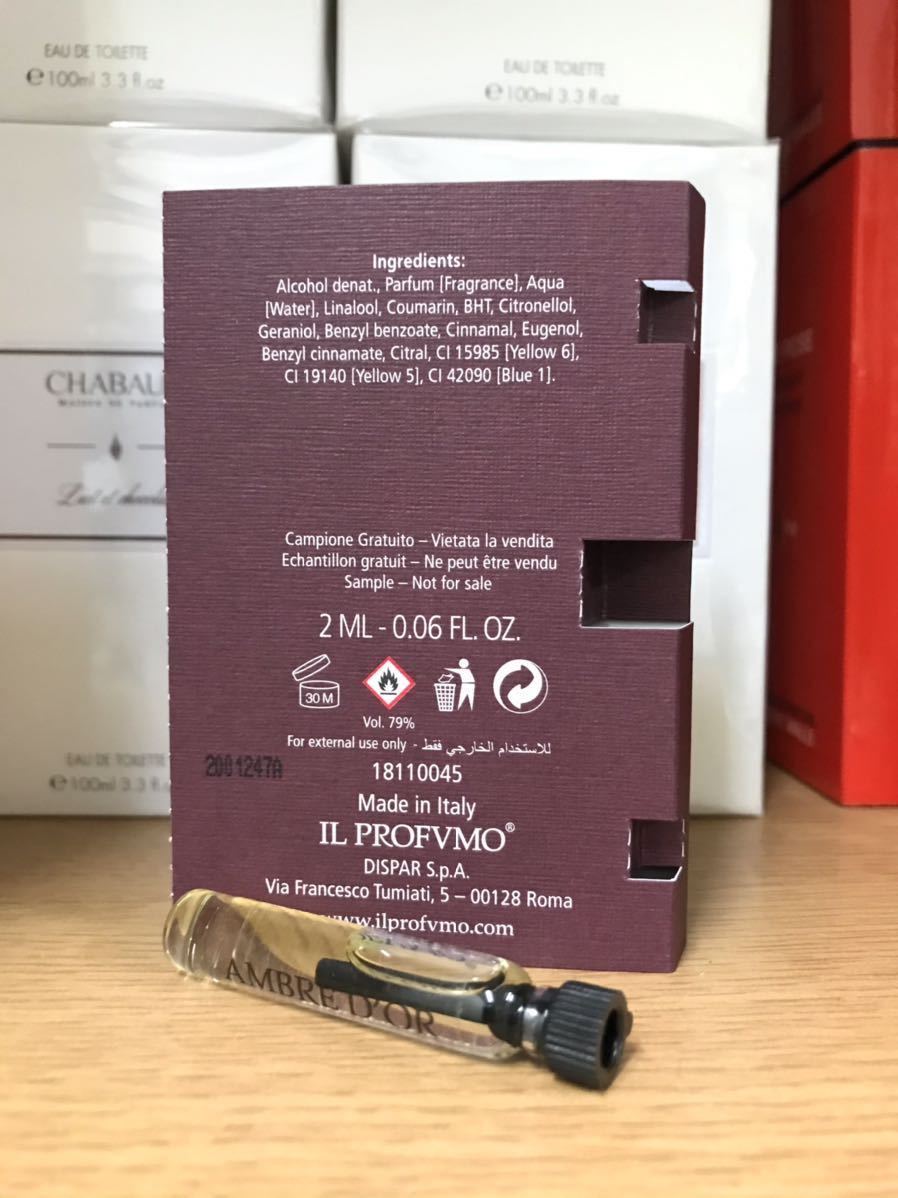 EAU DE TOILETTE
e 100ml 3.3 fl.oz
EAU DE TOILETTE
e 100ml 3.3 fl.oz
CHABAU
Ingredients:
Alcohol denat., Parfum [Fragrance], Aqua
[Water], Linalool, Coumarin, BHT, Citronellol,
Geraniol, Benzyl benzoate, Cinnamal, Eugenol,
Benzyl cinnamate, Citral, CI 15985 [Yellow 6],
CI 19140 [Yellow 5], CI 42090 [Blue 1].
Campione Gratuito – Vietata la vendita
Echantillon gratuit – Ne peut être vendu
Sample – Not for sale
2 ML - 0.06 FL. OZ.
30 M
Vol. 79%
For external use only - للاستخدام الخارجي فقط
2001247A
18110045
Made in Italy
IL PROFVMO®
DISPAR S.p.A.
Via Francesco Tumiati, 5 – 00128 Roma
www.ilprofvmo.com
EAU DE TOILETTE
e 100ml 3.3 fl
AMBRE D'OR